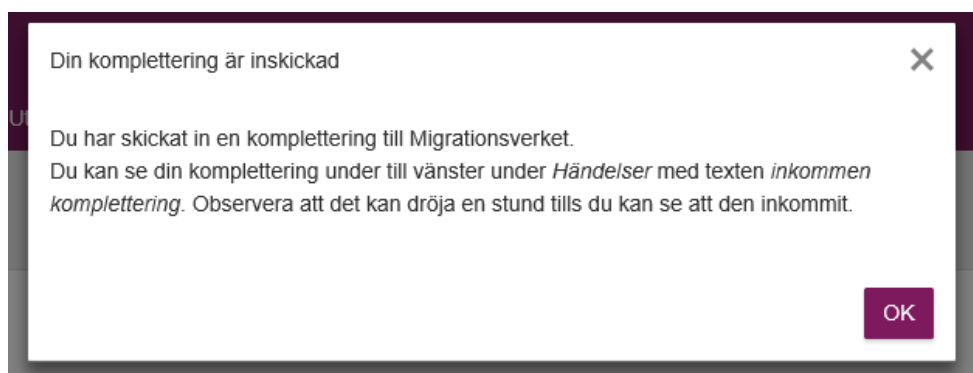 Din komplettering är inskickad
Ut
Du har skickat in en komplettering till Migrationsverket.
Du kan se din komplettering under till vänster under Händelser med texten inkommen
komplettering. Observera att det kan dröja en stund tills du kan se att den inkommit.
OK